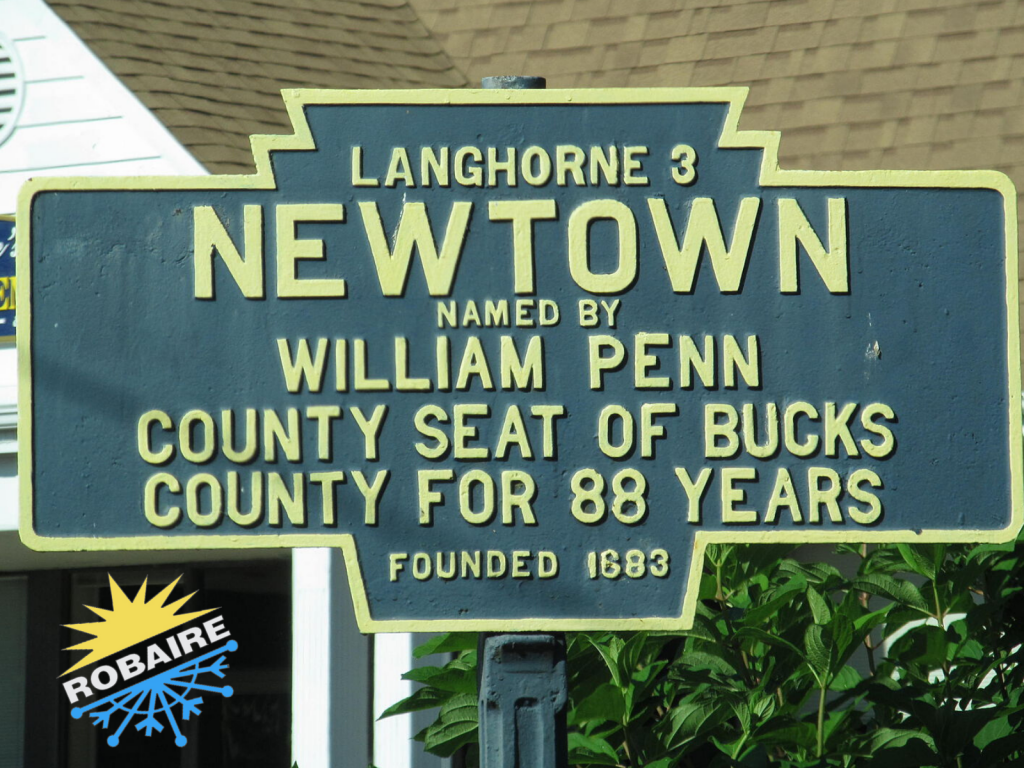 LANGHORNE 3
NEWTOWN
NAMED BY
WILLIAM PENN
COUNTY SEAT OF BUCKS
COUNTY FOR 88 YEARS
FOUNDED 1683
ROBAIRE